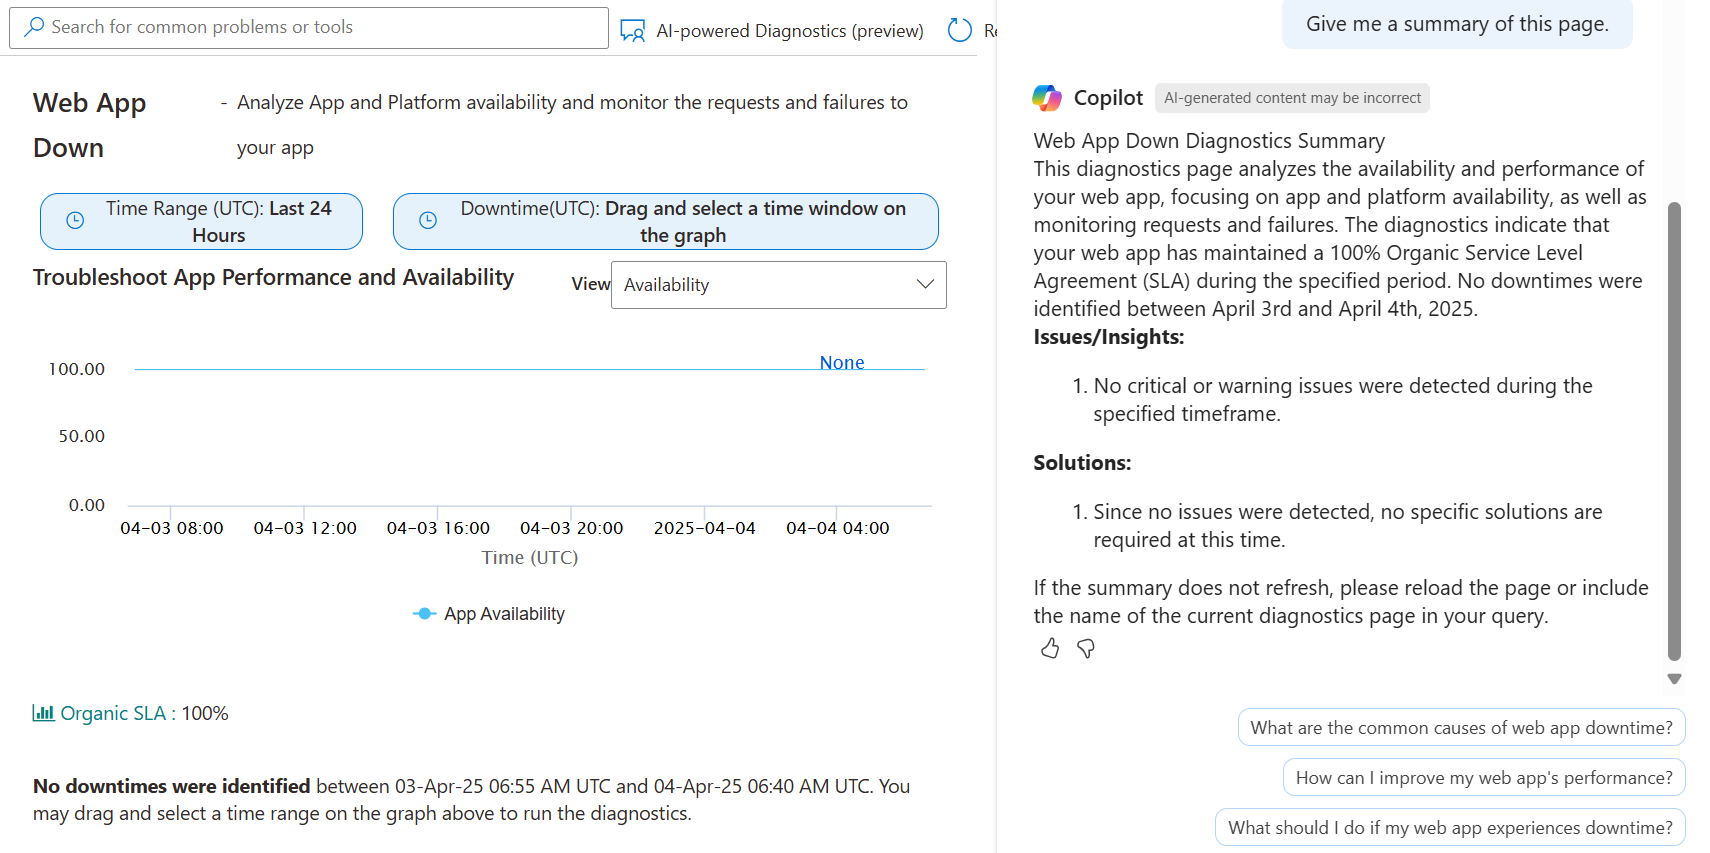 Search for common problems or tools
AI-powered Diagnostics (preview)
Web App
Down
- Analyze App and Platform availability and monitor the requests and failures to
your app
Time Range (UTC): Last 24
Hours
Downtime(UTC): Drag and select a time window on
the graph
Troubleshoot App Performance and Availability
View
Availability
None
100.00
50.00
0.00
04-03 08:00
04-03 12:00
04-03 16:00
04-03 20:00
2025-04-04
04-04 04:00
Time (UTC)
App Availability
Organic SLA : 100%
No downtimes were identified between 03-Apr-25 06:55 AM UTC and 04-Apr-25 06:40 AM UTC. You
may drag and select a time range on the graph above to run the diagnostics.
Give me a summary of this page.
Copilot
AI-generated content may be incorrect
Web App Down Diagnostics Summary
This diagnostics page analyzes the availability and performance of
your web app, focusing on app and platform availability, as well as
monitoring requests and failures. The diagnostics indicate that
your web app has maintained a 100% Organic Service Level
Agreement (SLA) during the specified period. No downtimes were
identified between April 3rd and April 4th, 2025.
Issues/Insights:
1. No critical or warning issues were detected during the
specified timeframe.
Solutions:
1. Since no issues were detected, no specific solutions are
required at this time.
If the summary does not refresh, please reload the page or include
the name of the current diagnostics page in your query.
What are the common causes of web app downtime?
How can I improve my web app's performance?
What should I do if my web app experiences downtime?